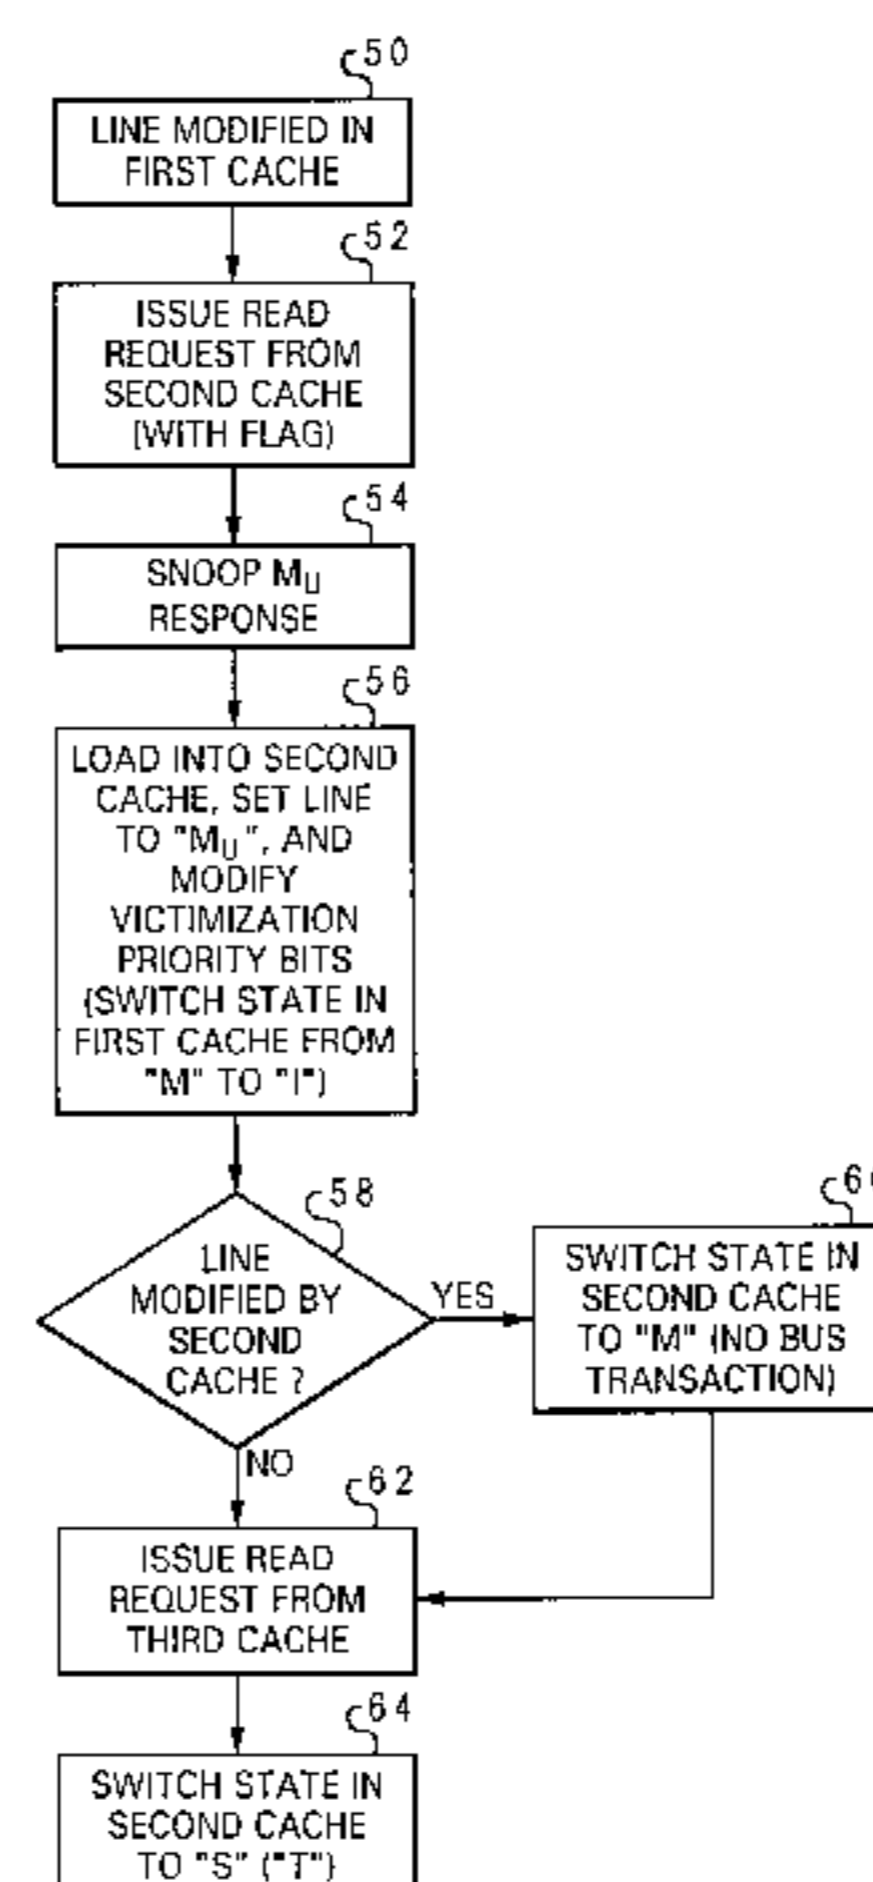 50
LINE MODIFIED IN
FIRST CACHE
52
ISSUE READ
REQUEST FROM
SECOND CACHE
(WITH FLAG)
54
SNOOP MU
RESPONSE
56
LOAD INTO SECOND
CACHE, SET LINE
TO "MU", AND
MODIFY
VICTIMIZATION
PRIORITY BITS
(SWITCH STATE IN
FIRST CACHE FROM
"M" TO "I")
58
LINE
MODIFIED BY
SECOND
CACHE ?
YES
SWITCH STATE IN
SECOND CACHE
TO "M" (NO BUS
TRANSACTION)
NO
62
ISSUE READ
REQUEST FROM
THIRD CACHE
64
SWITCH STATE IN
SECOND CACHE
TO "S" ("T")